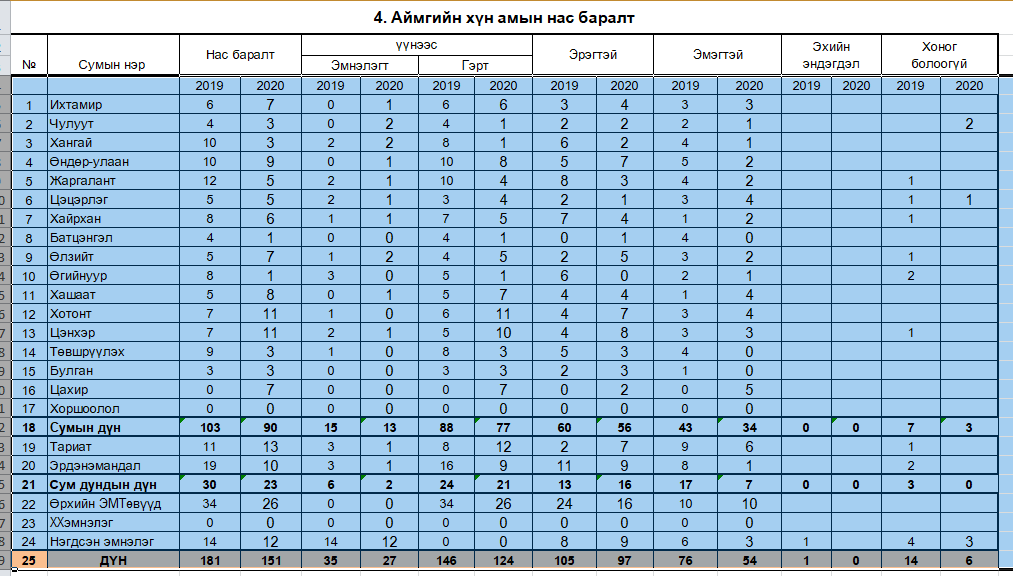 4. Аймгийн хүн амын нас баралт
№ Сумын нэр Нас баралт үүнээс Эмнэлэгт Гэрт Эрэгтэй Эмэгтэй Эхийн эндэгдэл Хоног болоогүй
2019 2020 2019 2020 2019 2020 2019 2020 2019 2020 2019 2020 2019 2020
1 Ихтамир 6 7 0 1 6 6 3 4 3 3
2 Чулуут 4 3 0 2 4 1 2 2 2 1 2
3 Хангай 10 3 2 2 8 1 6 2 4 1
4 Өндөр-улаан 10 9 0 1 10 8 5 7 5 2
5 Жаргалант 12 5 2 1 10 4 8 3 4 2 1
6 Цэцэрлэг 5 5 2 1 3 4 2 1 3 4 1 1
7 Хайрхан 8 6 1 1 7 5 7 4 1 2 1
8 Батцэнгэл 4 1 0 0 4 1 0 1 4 0
9 Өлзийт 5 7 1 2 4 5 2 5 3 2 1
10 Өгийнуур 8 1 3 0 5 1 6 0 2 1 2
11 Хашаат 5 8 0 1 5 7 4 4 1 4
12 Хотонт 7 11 1 0 6 11 4 7 3 4
13 Цэнхэр 7 11 2 1 5 10 4 8 3 3 1
14 Төвшрүүлэх 9 3 1 0 8 3 5 3 4 0
15 Булган 3 3 0 0 3 3 2 3 1 0
16 Цахир 0 7 0 0 0 7 0 2 0 5
17 Хоршоолол 0 0 0 0 0 0 0 0 0 0
18 Сумын дүн 103 90 15 13 88 77 60 56 43 34 0 0 7 3
19 Тариат 11 13 3 1 8 12 2 7 9 6 1
20 Эрдэнэмандал 19 10 3 1 16 9 11 9 8 1 2
21 Сум дундын дүн 30 23 6 2 24 21 13 16 17 7 0 0 3 0
22 Өрхийн ЭМТөвүүд 34 26 0 0 34 26 24 16 10 10
23 ХХэмнэлэг 0 0 0 0 0 0 0 0 0 0
24 Нэгдсэн эмнэлэг 14 12 14 12 0 0 8 9 6 3 1 4 3
25 ДҮН 181 151 35 27 146 124 105 97 76 54 1 0 14 6